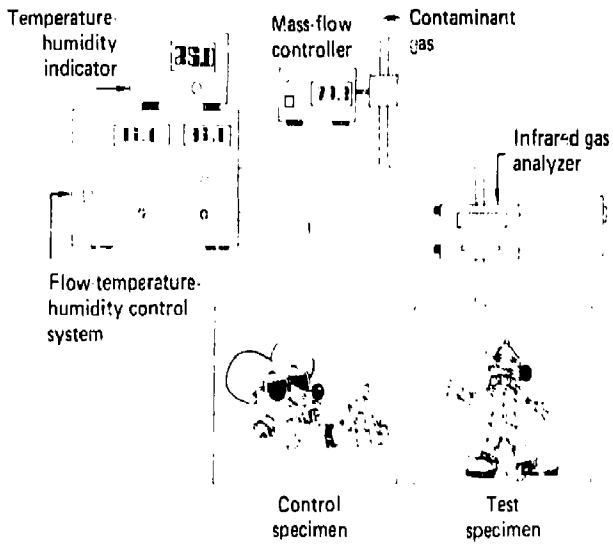 Temperature-
humidity
indicator
Mass-flow
controller
Contaminant
gas
Infrared gas
analyzer
Flow-temperature-
humidity control
system
Control
specimen
Test
specimen